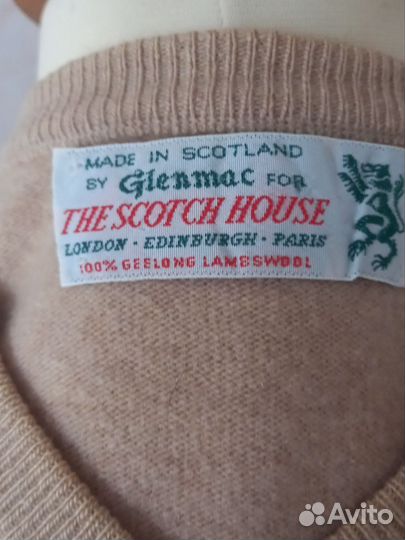 MADE IN SCOTLAND
BY Glenmac FOR
THE SCOTCH HOUSE
LONDON · EDINBURGH · PARIS
100% GEELONG LAMBSWOOL
Avito